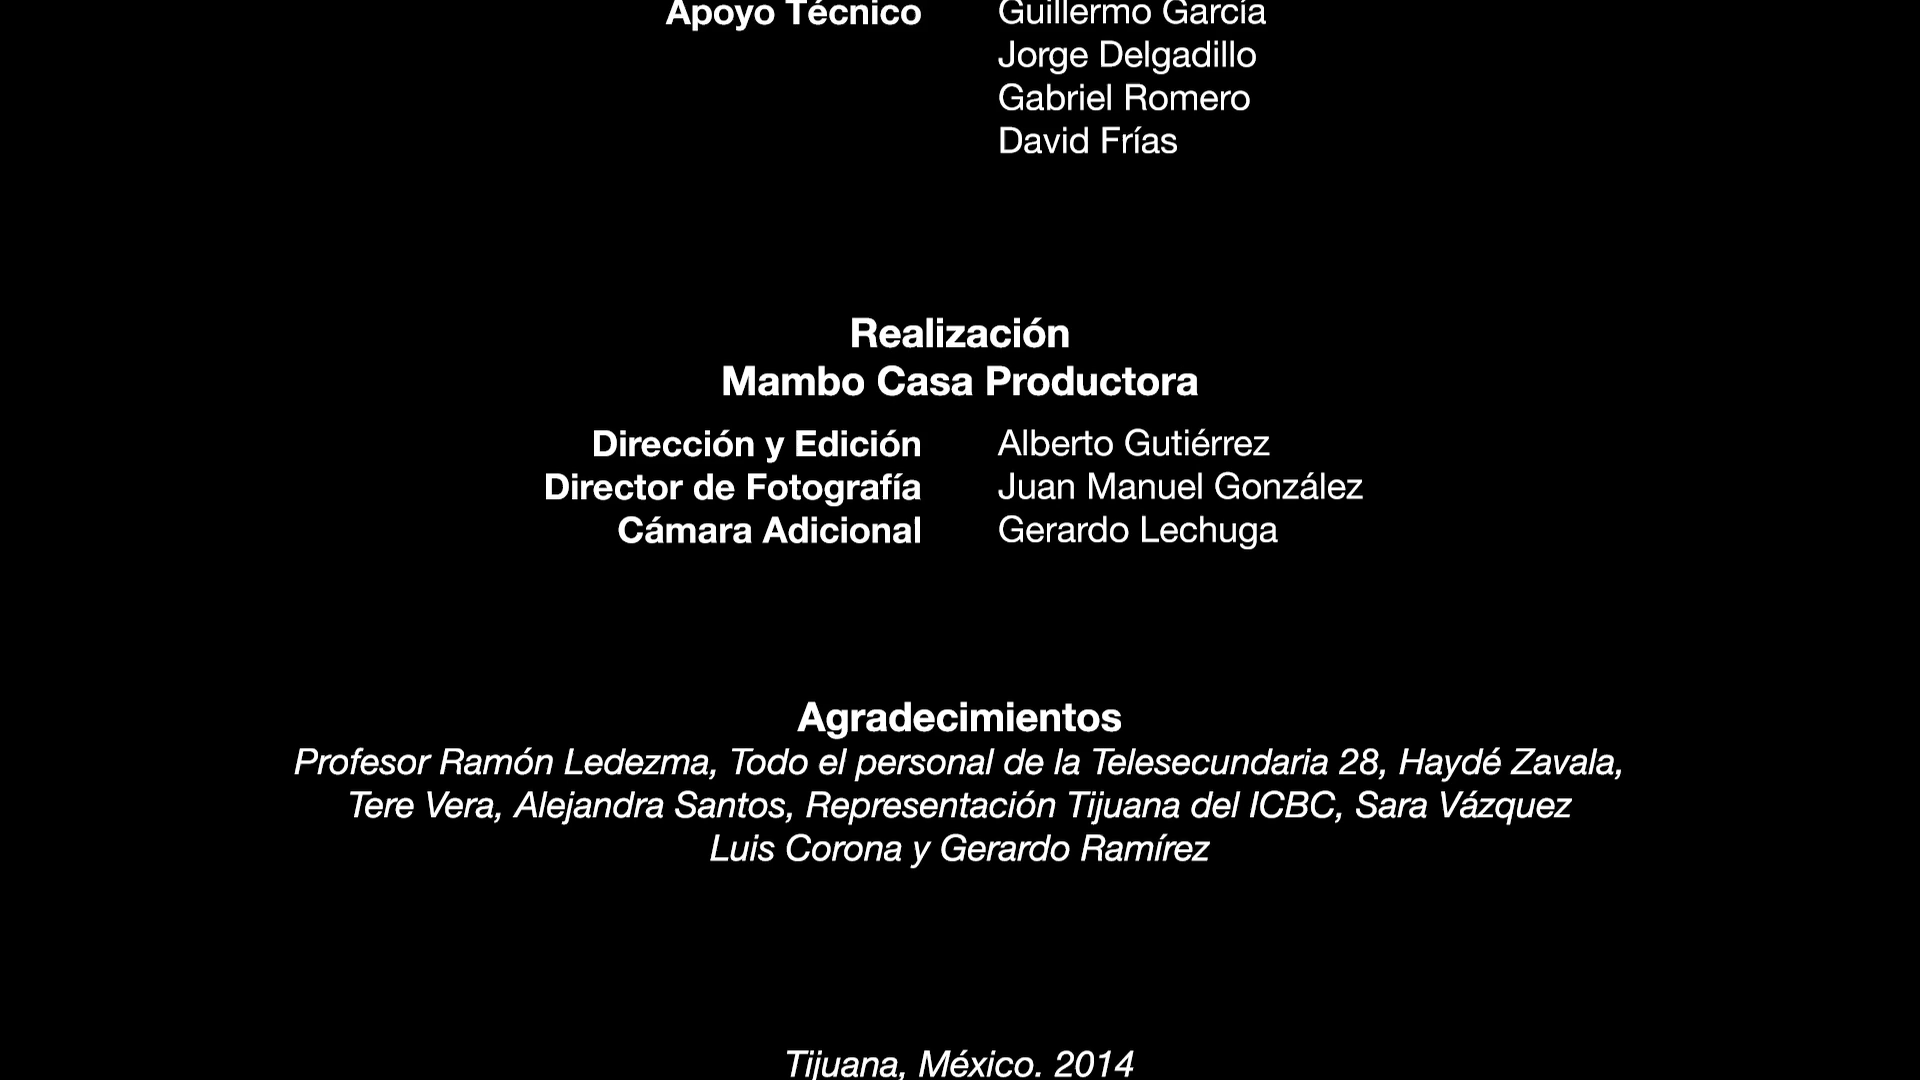 Apoyo Técnico Guillermo García
Jorge Delgadillo
Gabriel Romero
David Frías
Realización
Mambo Casa Productora
Dirección y Edición Alberto Gutiérrez
Director de Fotografía Juan Manuel González
Cámara Adicional Gerardo Lechuga
Agradecimientos
Profesor Ramón Ledezma, Todo el personal de la Telesecundaria 28, Haydé Zavala,
Tere Vera, Alejandra Santos, Representación Tijuana del ICBC, Sara Vázquez
Luis Corona y Gerardo Ramírez
Tijuana, México. 2014